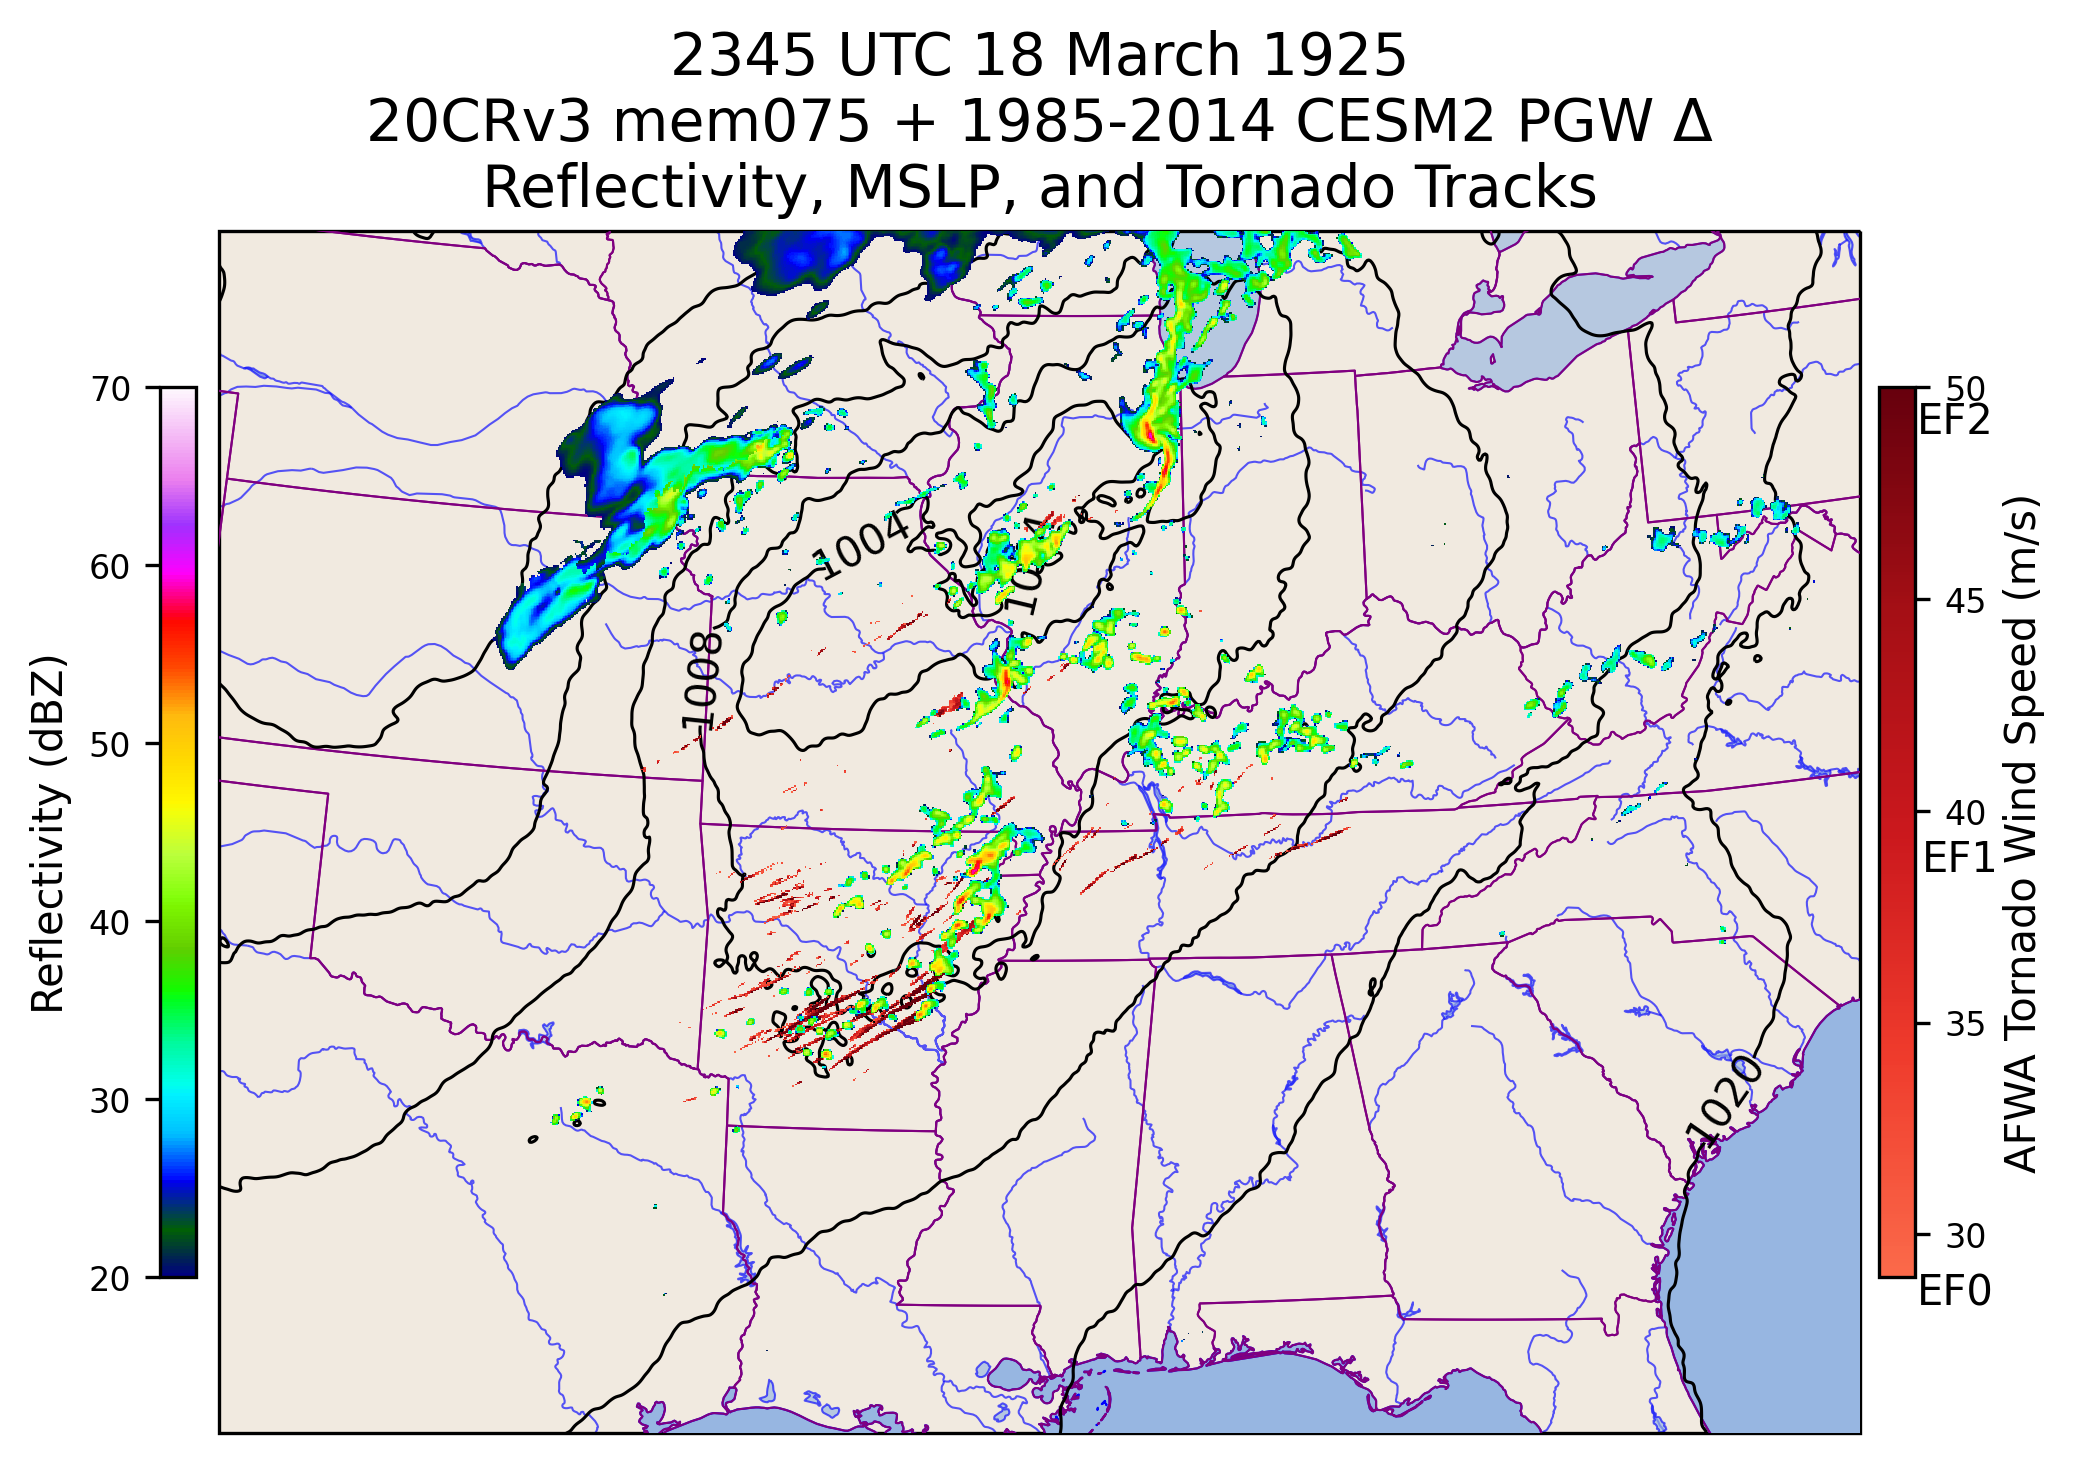 2345 UTC 18 March 1925
20CRv3 mem075 + 1985-2014 CESM2 PGW Δ
Reflectivity, MSLP, and Tornado Tracks
70
60
50
40
30
20
Reflectivity (dBZ)
1004
1004
1008
1020
50
EF2
45
40
EF1
35
30
EF0
AFWA Tornado Wind Speed (m/s)